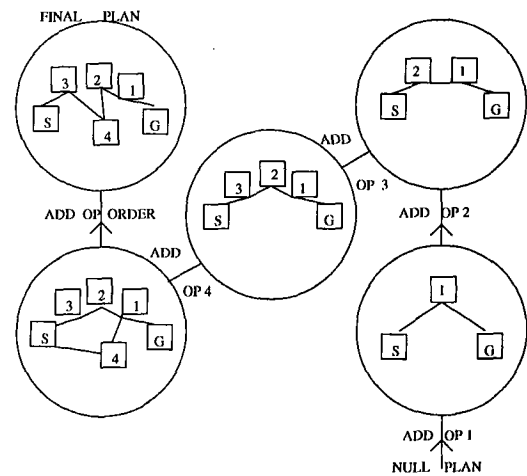 FINAL PLAN
3 2 1
S 4 G
2 1
S G
ADD
OP 3
3 2 1
S G
ADD OP ORDER
ADD
OP 4
ADD OP 2
3 2 1
S 4 G
1
S G
ADD OP 1
NULL PLAN